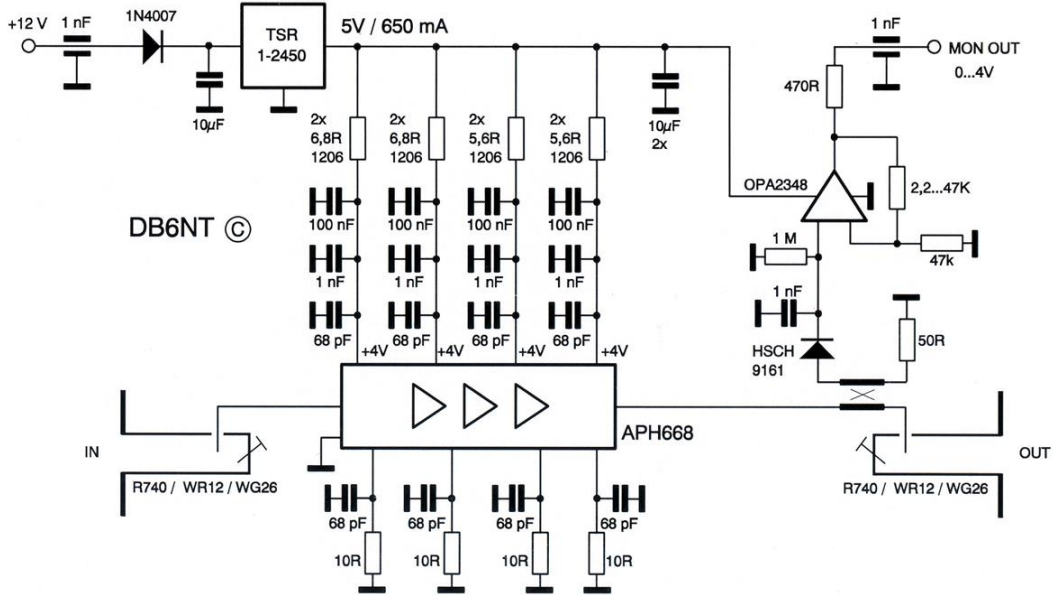 +12 V
1 nF
1N4007
10µF
TSR
1-2450
5V / 650 mA
2x
6,8R
1206
2x
6,8R
1206
2x
5,6R
1206
2x
5,6R
1206
10µF
2x
1 nF
MON OUT
0...4V
470R
OPA2348
2,2...47K
47k
1 M
1 nF
HSCH
9161
50R
DB6NT ©
100 nF
100 nF
100 nF
100 nF
1 nF
1 nF
1 nF
1 nF
68 pF
68 pF
68 pF
68 pF
+4V
+4V
+4V
+4V
APH668
IN
R740 / WR12 / WG26
OUT
R740 / WR12 / WG26
68 pF
68 pF
68 pF
68 pF
10R
10R
10R
10R